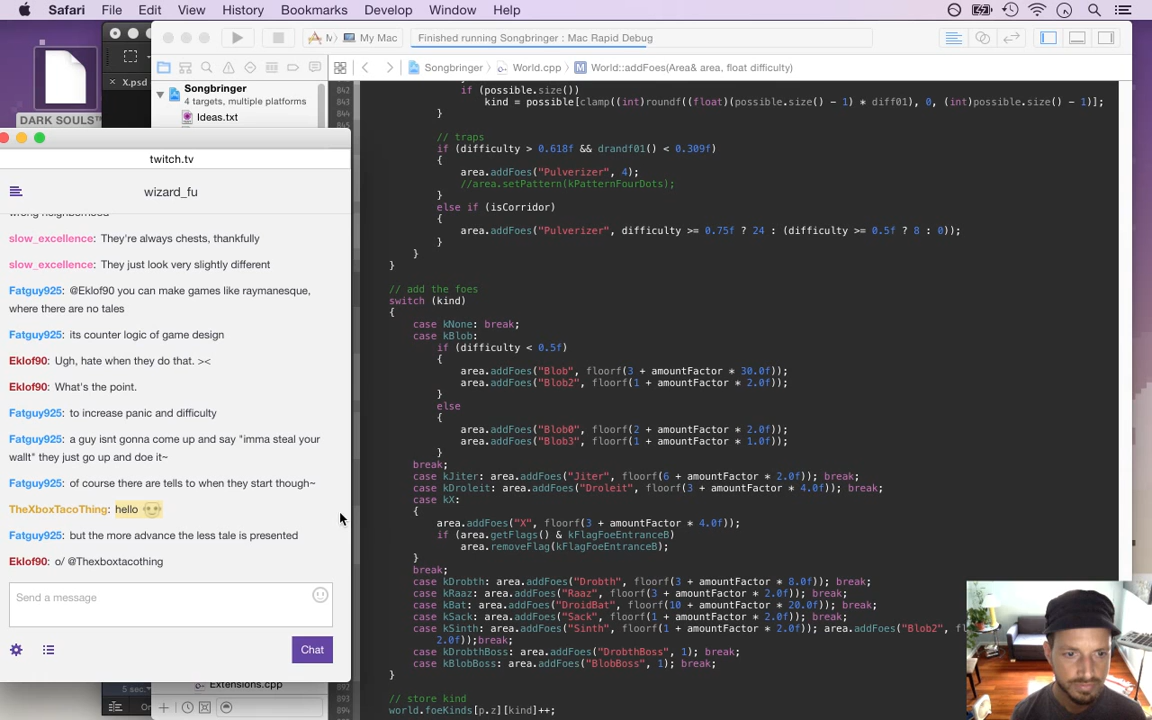 Safari File Edit View History Bookmarks Develop Window Help
My Mac
Finished running Songbringer : Mac Rapid Debug
DARK SOULS™
X.psd
Songbringer
4 targets, multiple platforms
Ideas.txt
Songbringer World.cpp World::addFoes(Area& area, float difficulty)
twitch.tv
wizard_fu
wrong neighborhood
slow_excellence: They're always chests, thankfully
slow_excellence: They just look very slightly different
Fatguy925: @Eklof90 you can make games like raymanesque,
where there are no tales
Fatguy925: its counter logic of game design
Eklof90: Ugh, hate when they do that. ><
Eklof90: What's the point.
Fatguy925: to increase panic and difficulty
Fatguy925: a guy isnt gonna come up and say "imma steal your
wallt" they just go up and doe it~
Fatguy925: of course there are tells to when they start though~
TheXboxTacoThing: hello
Fatguy925: but the more advance the less tale is presented
Eklof90: o/ @Thexboxtacothing
Send a message
Chat
5 sec.
Extensions.cpp
842 if (possible.size())
843 kind = possible[clamp((int)roundf((float)(possible.size() - 1) * diff01), 0, (int)possible.size() - 1)];
844 }
845
// traps
if (difficulty > 0.618f && drandf01() < 0.309f)
{
area.addFoes("Pulverizer", 4);
//area.setPattern(kPatternFourDots);
}
else if (isCorridor)
{
area.addFoes("Pulverizer", difficulty >= 0.75f ? 24 : (difficulty >= 0.5f ? 8 : 0));
}
}
}
// add the foes
switch (kind)
{
case kNone: break;
case kBlob:
if (difficulty < 0.5f)
{
area.addFoes("Blob", floorf(3 + amountFactor * 30.0f));
area.addFoes("Blob2", floorf(1 + amountFactor * 2.0f));
}
else
{
area.addFoes("Blob0", floorf(2 + amountFactor * 2.0f));
area.addFoes("Blob3", floorf(1 + amountFactor * 1.0f));
}
break;
case kJiter: area.addFoes("Jiter", floorf(6 + amountFactor * 2.0f)); break;
case kDroleit: area.addFoes("Droleit", floorf(3 + amountFactor * 4.0f)); break;
case kX:
{
area.addFoes("X", floorf(3 + amountFactor * 4.0f));
if (area.getFlags() & kFlagFoeEntranceB)
area.removeFlag(kFlagFoeEntranceB);
}
break;
case kDrobth: area.addFoes("Drobth", floorf(3 + amountFactor * 8.0f)); break;
case kRaaz: area.addFoes("Raaz", floorf(3 + amountFactor * 2.0f)); break;
case kBat: area.addFoes("DroidBat", floorf(10 + amountFactor * 20.0f)); break;
case kSack: area.addFoes("Sack", floorf(1 + amountFactor * 2.0f)); break;
case kSinth: area.addFoes("Sinth", floorf(1 + amountFactor * 2.0f)); area.addFoes("Blob2",
2.0f));break;
case kDrobthBoss: area.addFoes("DrobthBoss", 1); break;
case kBlobBoss: area.addFoes("BlobBoss", 1); break;
}
892
893 // store kind
894 world.foeKinds[p.z][kind]++;